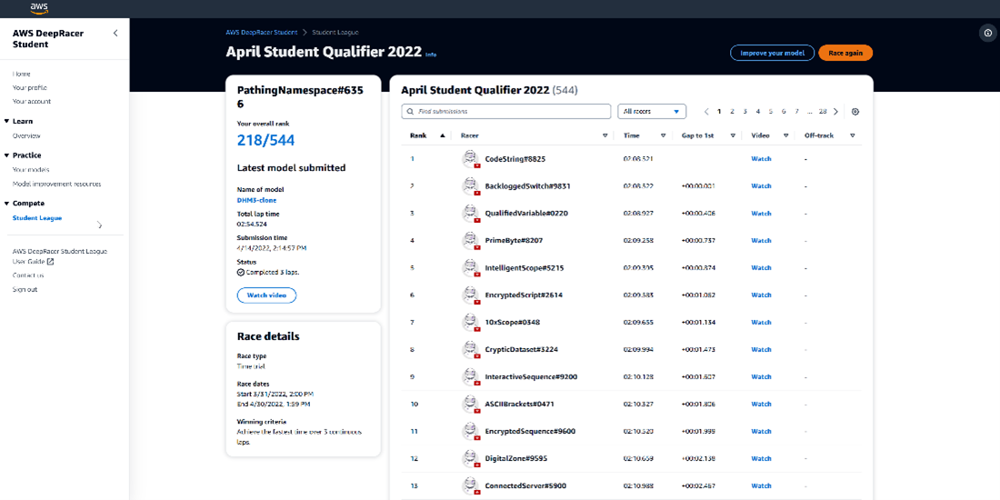 aws
AWS DeepRacer
Student
Home
Your profile
Your account
Learn
Overview
Practice
Your models
Model improvement resources
Compete
Student League
AWS DeepRacer Student League
User Guide
Contact us
Sign out
AWS DeepRacer Student > Student League
April Student Qualifier 2022 Info
Improve your model
Race again
PathingNamespace#635
6
Your overall rank
218/544
Latest model submitted
Name of model
DHM3-clone
Total lap time
02:54.524
Submission time
4/14/2022, 2:14:57 PM
Status
Completed 3 laps.
Watch video
Race details
Race type
Time trial
Race dates
Start 3/31/2022, 2:00 PM
End 4/30/2022, 1:59 PM
Winning criteria
Achieve the fastest time over 3 continuous
laps.
April Student Qualifier 2022 (544)
Find submissions
All racers
1 2 3 4 5 6 7 ... 28
Rank Racer Time Gap to 1st Video Off-track
1 CodeString#8825 02:08.521 Watch -
2 BackloggedSwitch#9831 02:08.522 +00:00.001 Watch -
3 QualifiedVariable#0220 02:08.927 +00:00.406 Watch -
4 PrimeByte#8207 02:09.258 +00:00.737 Watch -
5 IntelligentScope#5215 02:09.395 +00:00.874 Watch -
6 EncryptedScript#2614 02:09.583 +00:01.062 Watch -
7 10xScope#0348 02:09.655 +00:01.134 Watch -
8 CrypticDataset#3224 02:09.994 +00:01.473 Watch -
9 InteractiveSequence#9200 02:10.128 +00:01.607 Watch -
10 ASCIIBrackets#0471 02:10.327 +00:01.806 Watch -
11 EncryptedSequence#9600 02:10.520 +00:01.999 Watch -
12 DigitalZone#9595 02:10.659 +00:02.138 Watch -
13 ConnectedServer#5900 02:10.988 +00:02.467 Watch -